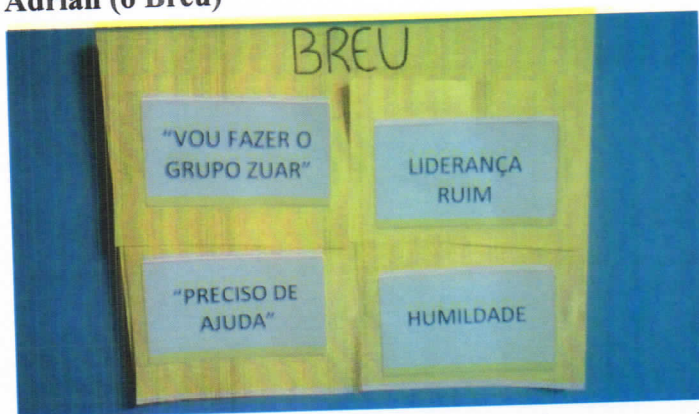 Adrian (o Breu)
BREU
"VOU FAZER O
GRUPO ZUAR"
LIDERANÇA
RUIM
"PRECISO DE
AJUDA"
HUMILDADE